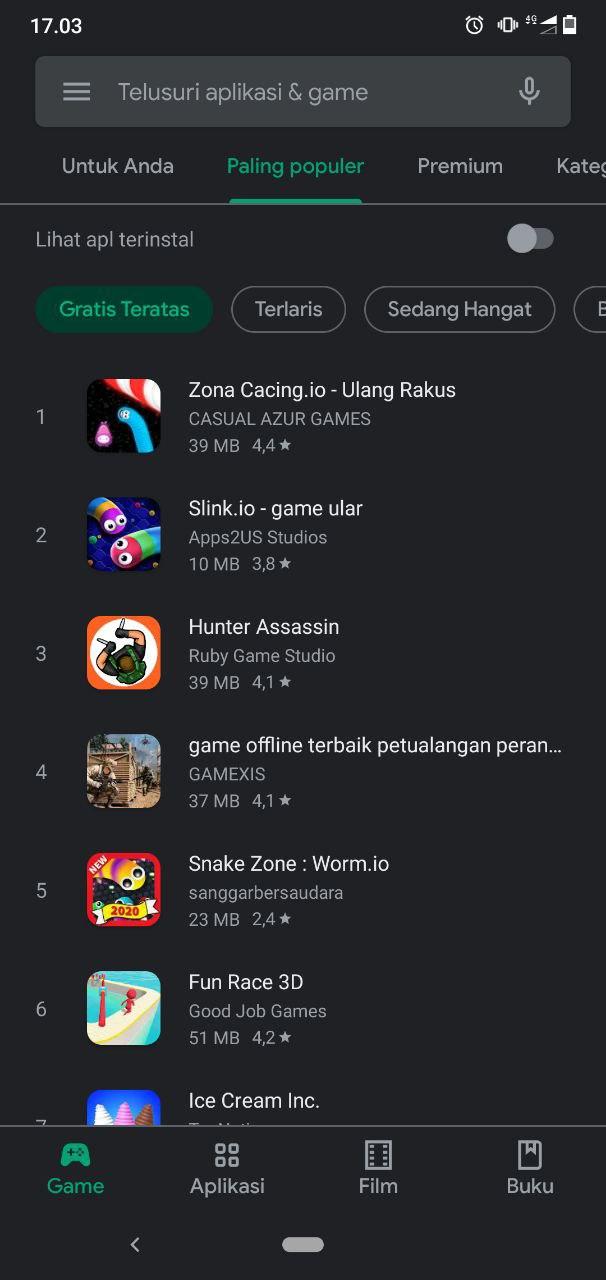 17.03
4G
Telusuri aplikasi & game
Untuk Anda
Paling populer
Premium
Kateg
Lihat apl terinstal
Gratis Teratas
Terlaris
Sedang Hangat
1
Zona Cacing.io - Ulang Rakus
CASUAL AZUR GAMES
39 MB 4,4★
2
Slink.io - game ular
Apps2US Studios
10 MB 3,8★
3
Hunter Assassin
Ruby Game Studio
39 MB 4,1★
4
game offline terbaik petualangan peran...
GAMEXIS
37 MB 4,1★
5
NEW
2020
Snake Zone : Worm.io
sanggarbersaudara
23 MB 2,4★
6
Fun Race 3D
Good Job Games
51 MB 4,2★
Ice Cream Inc.
Game
Aplikasi
Film
Buku